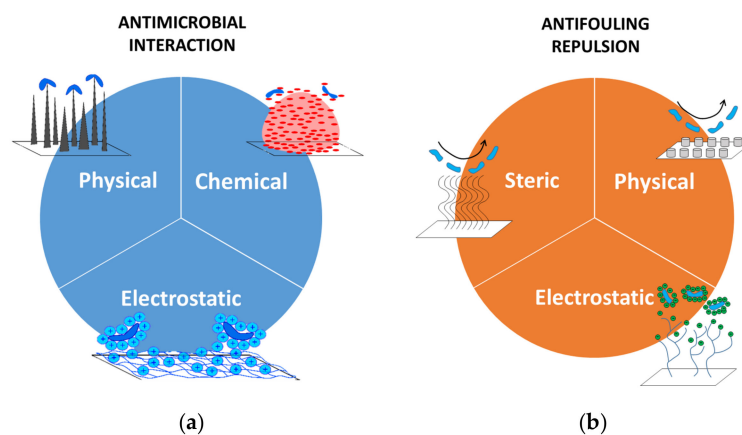 ANTIMICROBIAL
INTERACTION
Physical
Chemical
Electrostatic
(a)
ANTIFOULING
REPULSION
Steric
Physical
Electrostatic
(b)